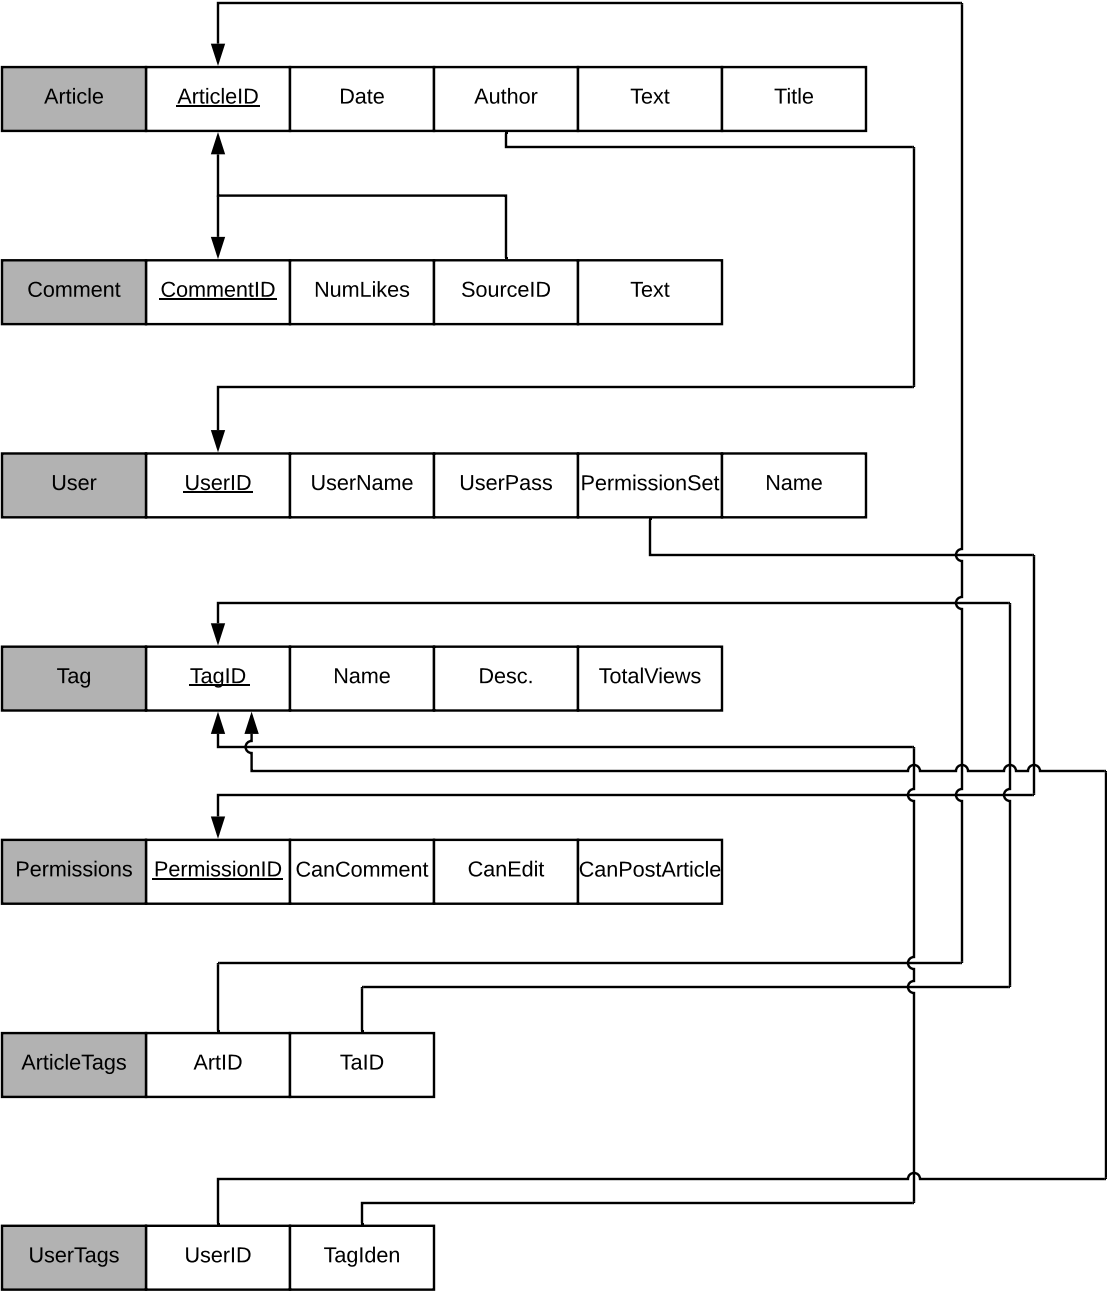 Article ArticleID Date Author Text Title
Comment CommentID NumLikes SourceID Text
User UserID UserName UserPass PermissionSet Name
Tag TagID Name Desc. TotalViews
Permissions PermissionID CanComment CanEdit CanPostArticle
ArticleTags ArtID TaID
UserTags UserID TagIden